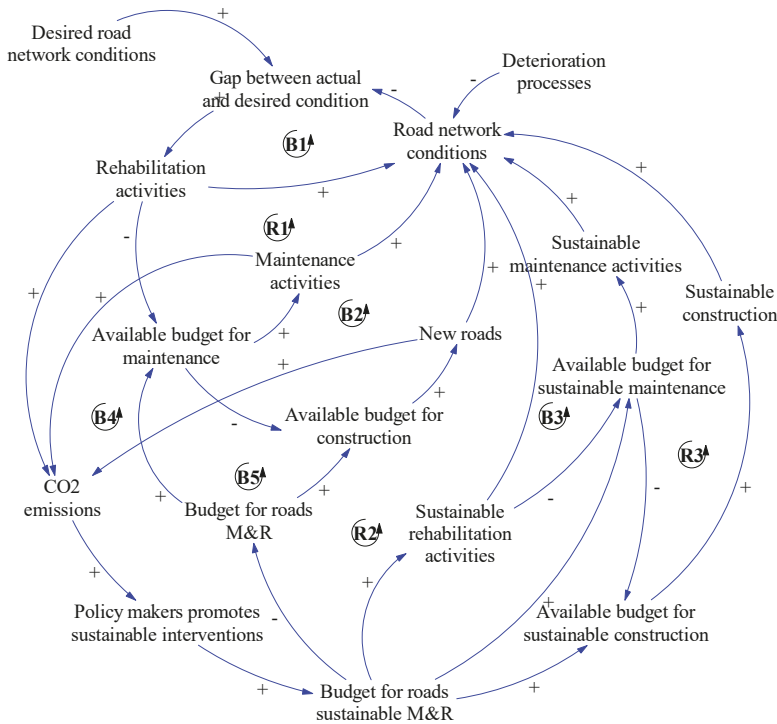 Desired road
network conditions
+
Gap between actual
and desired condition
+
-
-
Deterioration
processes
Road network
conditions
B1
Rehabilitation
activities
+
+
-
R1
Maintenance
activities
+
+
+
+
+
Sustainable
maintenance activities
+
+
Sustainable
construction
+
Available budget for
maintenance
+
B2
+
New roads
Available budget for
sustainable maintenance
B4
-
Available budget for
construction
+
B3
R3
CO2
emissions
B5
+
Budget for roads
M&R
+
R2
Sustainable
rehabilitation
activities
-
-
+
+
+
Policy makers promotes
sustainable interventions
-
+
Available budget for
sustainable construction
+
Budget for roads
sustainable M&R
+